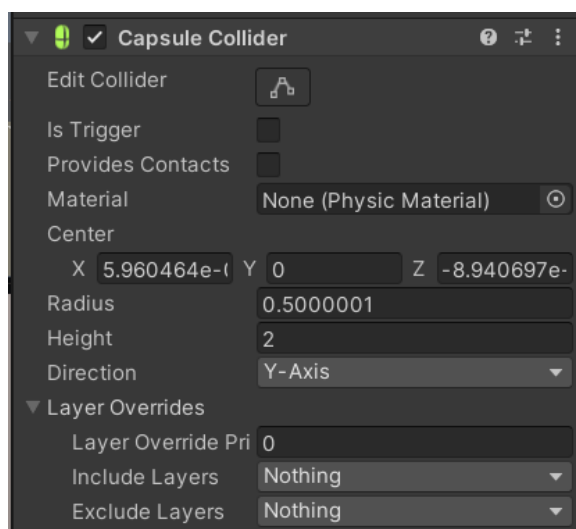 Capsule Collider
Edit Collider
Is Trigger
Provides Contacts
Material None (Physic Material)
Center
X 5.960464e-( Y 0 Z -8.940697e-
Radius 0.5000001
Height 2
Direction Y-Axis
Layer Overrides
Layer Override Pri 0
Include Layers Nothing
Exclude Layers Nothing